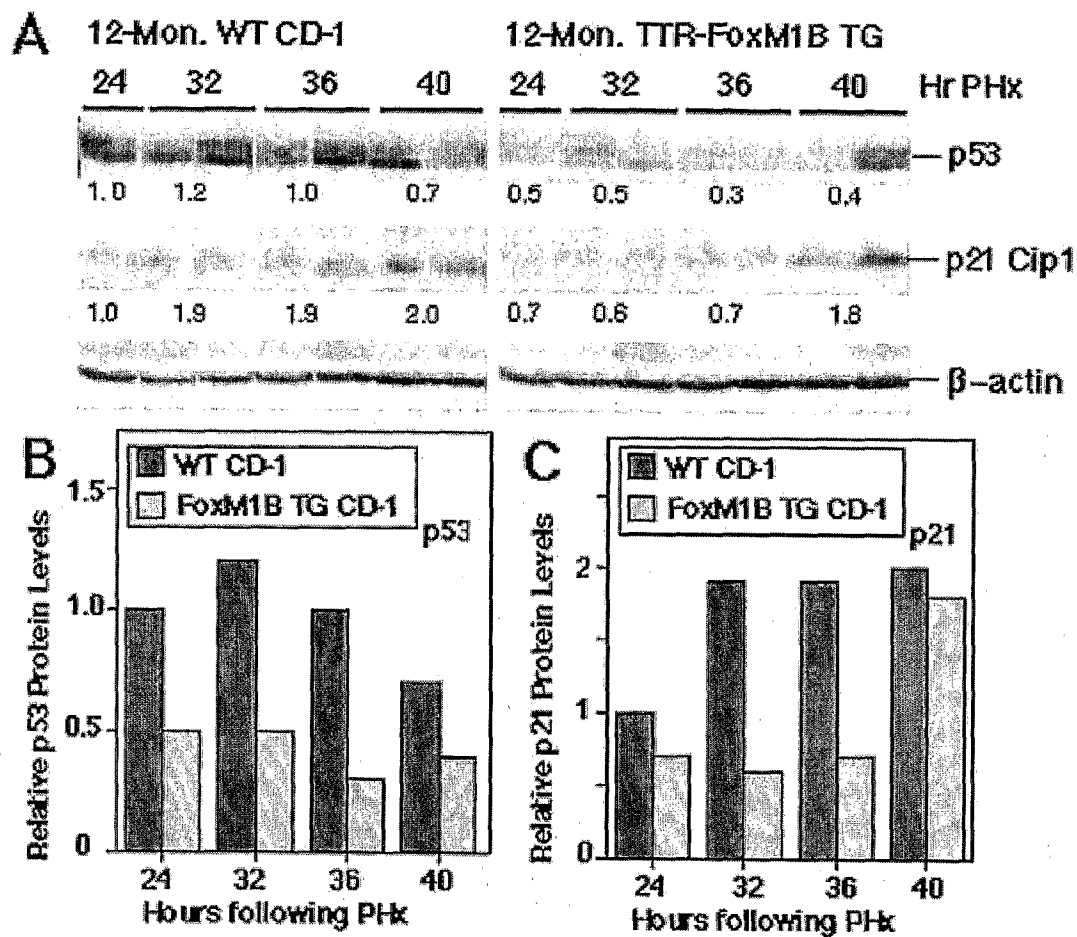 A
12-Mon. WT CD-1
12-Mon. TTR-FoxM1B TG
24 32 36 40 24 32 36 40 Hr PHx
p53
1.0 1.2 1.0 0.7 0.5 0.5 0.3 0.4
p21 Cip1
1.0 1.9 1.9 2.0 0.7 0.6 0.7 1.8
β-actin
B
WT CD-1
FoxM1B TG CD-1
p53
Relative p53 Protein Levels
1.5
1.0
0.5
0
24 32 36 40
Hours following PHx
C
WT CD-1
FoxM1B TG CD-1
p21
Relative p21 Protein Levels
2
1
0
24 32 36 40
Hours following PHx